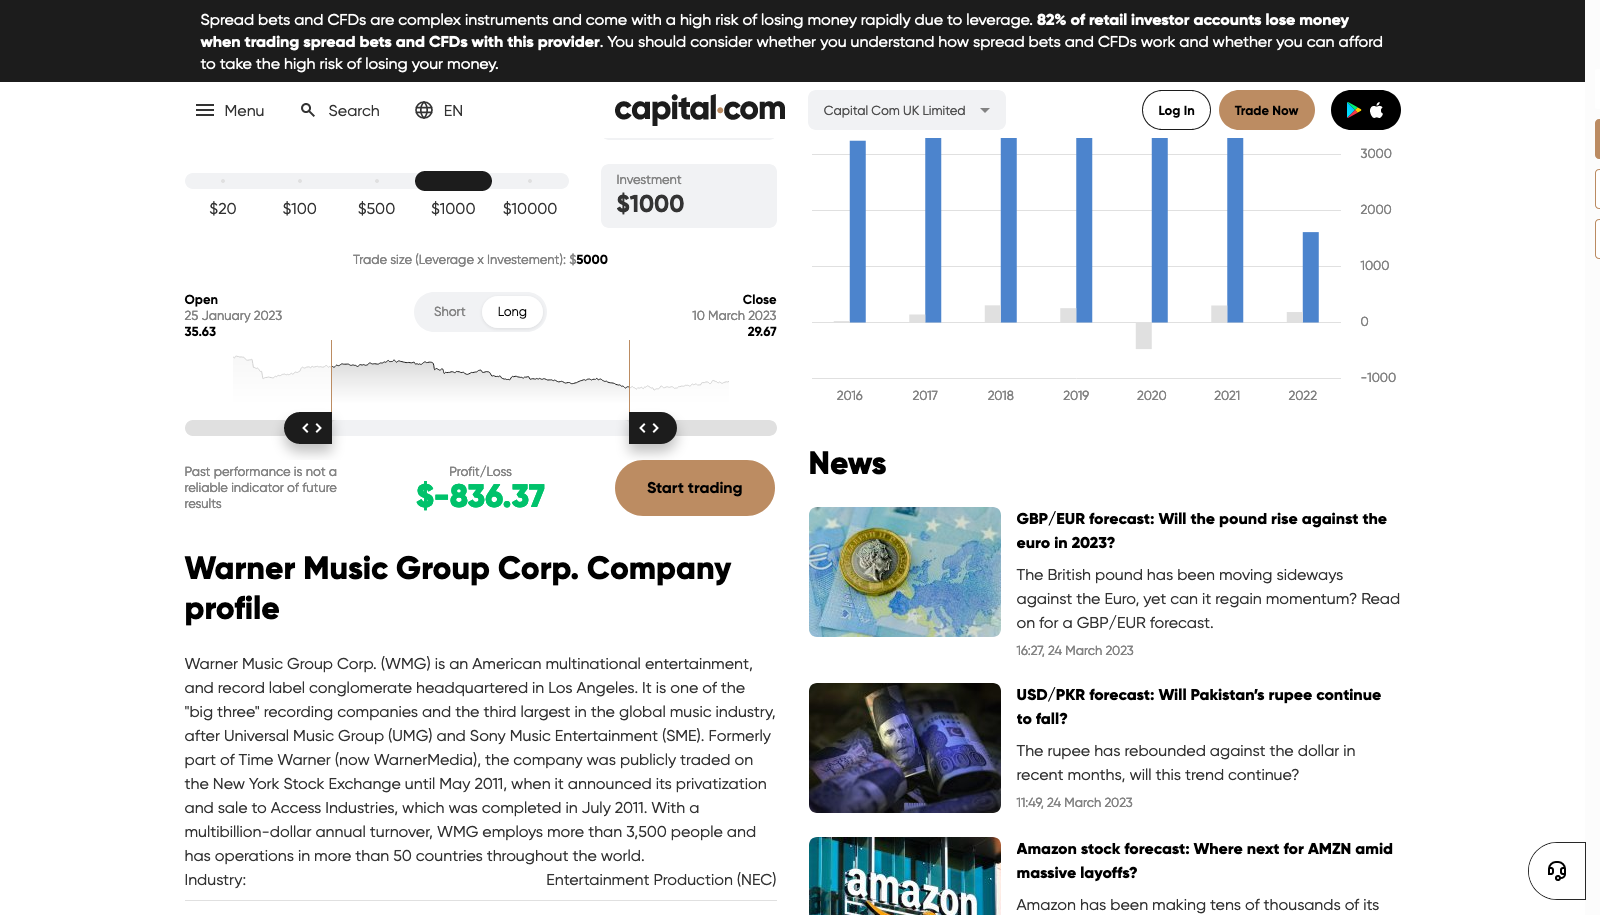 Spread bets and CFDs are complex instruments and come with a high risk of losing money rapidly due to leverage. 82% of retail investor accounts lose money
when trading spread bets and CFDs with this provider. You should consider whether you understand how spread bets and CFDs work and whether you can afford
to take the high risk of losing your money.
Menu
Search
EN
capital.com
Capital Com UK Limited
Log In
Trade Now
$20
$100
$500
$1000
$10000
Investment
$1000
Trade size (Leverage x Investement): $5000
Open
25 January 2023
35.63
Short
Long
Close
10 March 2023
29.67
Past performance is not a
reliable indicator of future
results
Profit/Loss
$-836.37
Start trading
Warner Music Group Corp. Company
profile
Warner Music Group Corp. (WMG) is an American multinational entertainment,
and record label conglomerate headquartered in Los Angeles. It is one of the
"big three" recording companies and the third largest in the global music industry,
after Universal Music Group (UMG) and Sony Music Entertainment (SME). Formerly
part of Time Warner (now WarnerMedia), the company was publicly traded on
the New York Stock Exchange until May 2011, when it announced its privatization
and sale to Access Industries, which was completed in July 2011. With a
multibillion-dollar annual turnover, WMG employs more than 3,500 people and
has operations in more than 50 countries throughout the world.
Industry:
Entertainment Production (NEC)
3000
2000
1000
0
-1000
2016
2017
2018
2019
2020
2021
2022
News
GBP/EUR forecast: Will the pound rise against the
euro in 2023?
The British pound has been moving sideways
against the Euro, yet can it regain momentum? Read
on for a GBP/EUR forecast.
16:27, 24 March 2023
USD/PKR forecast: Will Pakistan's rupee continue
to fall?
The rupee has rebounded against the dollar in
recent months, will this trend continue?
11:49, 24 March 2023
amazon
Amazon stock forecast: Where next for AMZN amid
massive layoffs?
Amazon has been making tens of thousands of its